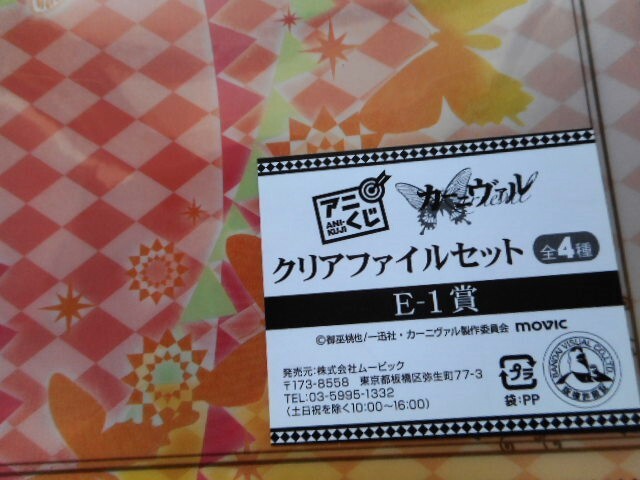 アニくじ
ANI-KUJI
カーニヴァル
クリアファイルセット 全4種
E-1賞
©御巫桃也/一迅社・カーニヴァル製作委員会 movic
発売元:株式会社ムービック
〒173-8558 東京都板橋区弥生町77-3
TEL:03-5995-1332
(土日祝を除く10:00~16:00)
プラ
袋:PP
BANDAI VISUAL CO.,LTD.